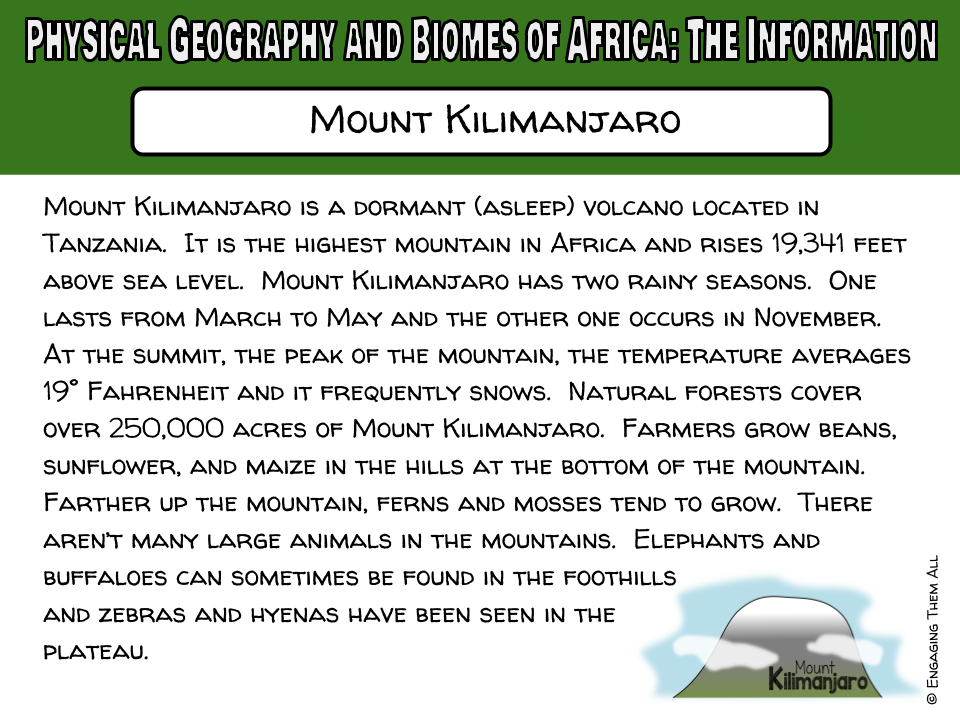 Physical Geography and Biomes of Africa: The Information
Mount Kilimanjaro
Mount Kilimanjaro is a dormant (asleep) volcano located in
Tanzania. It is the highest mountain in Africa and rises 19,341 feet
above sea level. Mount Kilimanjaro has two rainy seasons. One
lasts from March to May and the other one occurs in November.
At the summit, the peak of the mountain, the temperature averages
19° Fahrenheit and it frequently snows. Natural forests cover
over 250,000 acres of Mount Kilimanjaro. Farmers grow beans,
sunflower, and maize in the hills at the bottom of the mountain.
Farther up the mountain, ferns and mosses tend to grow. There
aren't many large animals in the mountains. Elephants and
buffaloes can sometimes be found in the foothills
and zebras and hyenas have been seen in the
plateau.
Mount
Kilimanjaro
© Engaging Them All